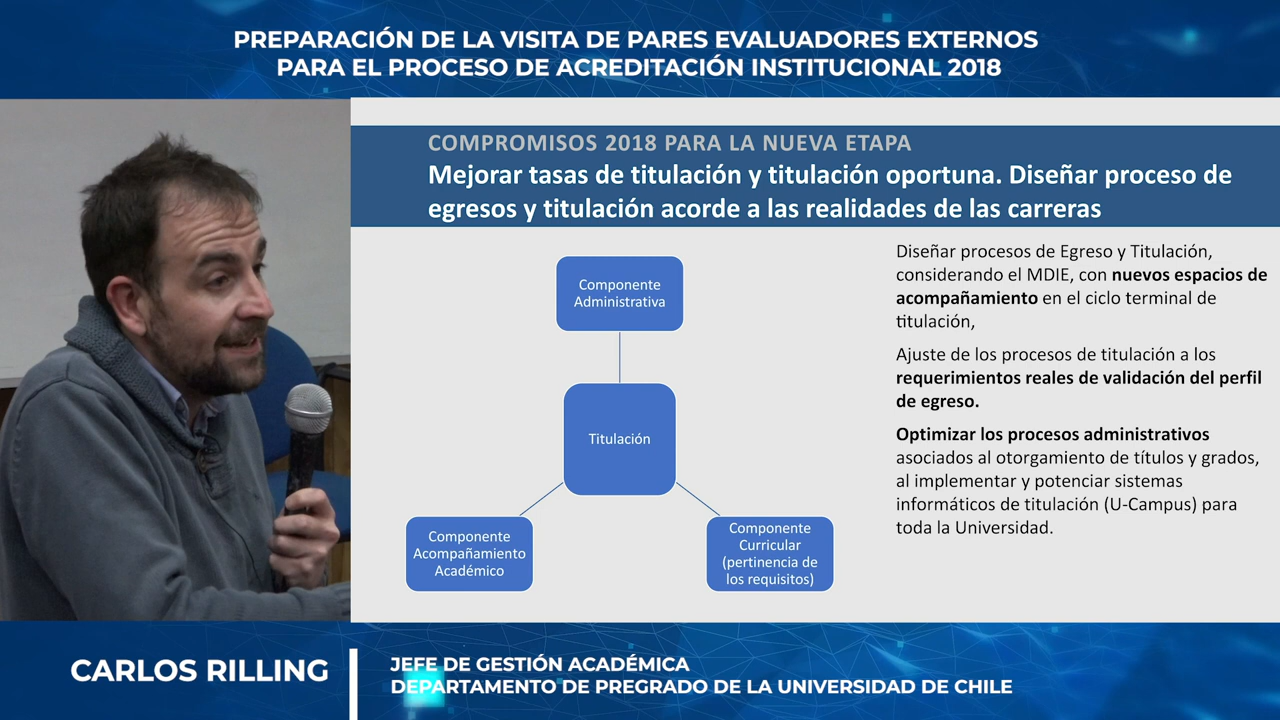 PREPARACIÓN DE LA VISITA DE PARES EVALUADORES EXTERNOS
PARA EL PROCESO DE ACREDITACIÓN INSTITUCIONAL 2018
COMPROMISOS 2018 PARA LA NUEVA ETAPA
Mejorar tasas de titulación y titulación oportuna. Diseñar proceso de
egresos y titulación acorde a las realidades de las carreras
Componente
Administrativa
Titulación
Componente
Acompañamiento
Académico
Componente
Curricular
(pertinencia de
los requisitos)
Diseñar procesos de Egreso y Titulación,
considerando el MDIE, con nuevos espacios de
acompañamiento en el ciclo terminal de
titulación,
Ajuste de los procesos de titulación a los
requerimientos reales de validación del perfil
de egreso.
Optimizar los procesos administrativos
asociados al otorgamiento de títulos y grados,
al implementar y potenciar sistemas
informáticos de titulación (U-Campus) para
toda la Universidad.
CARLOS RILLING
JEFE DE GESTIÓN ACADÉMICA
DEPARTAMENTO DE PREGRADO DE LA UNIVERSIDAD DE CHILE